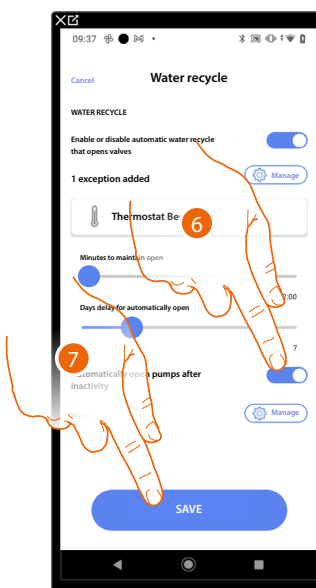 09:37
Cancel
Water recycle
WATER RECYCLE
Enable or disable automatic water recycle
that opens valves
1 exception added
Manage
Thermostat Be
6
Minutes to maintain open
2:00
Days delay for automatically open
7
7
Automatically open pumps after
inactivity
Manage
SAVE